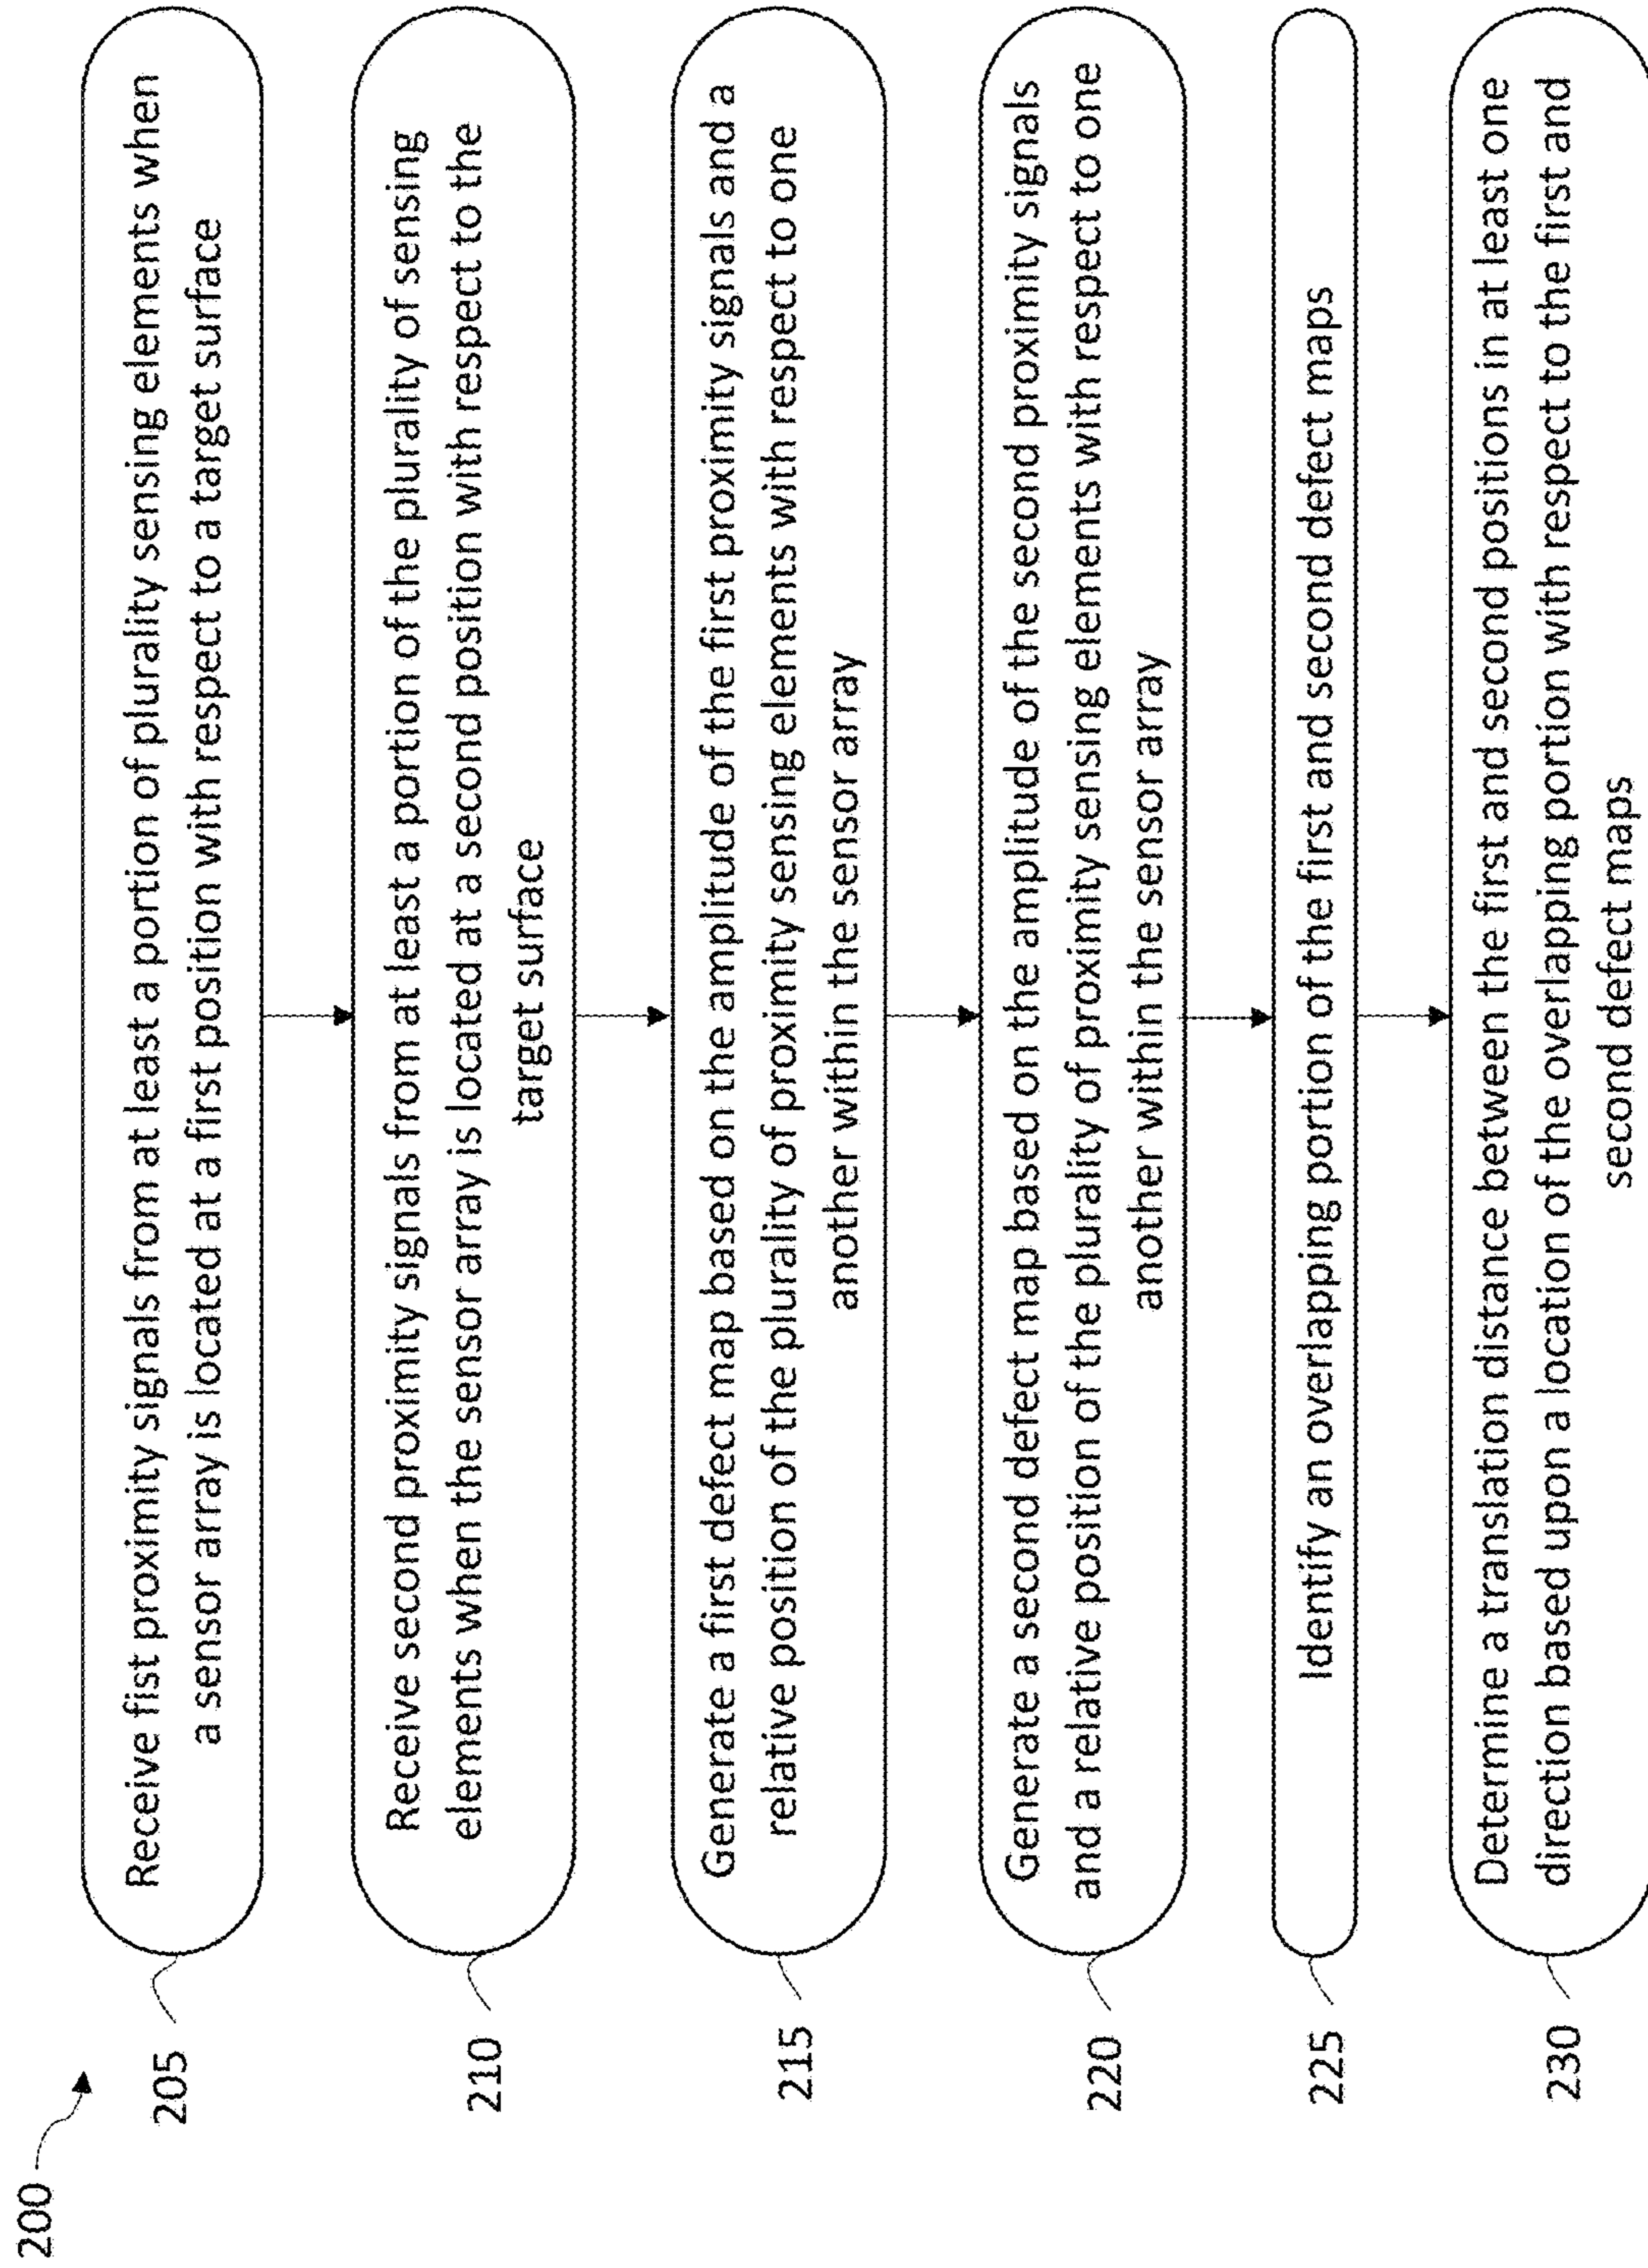 200
205
Receive fist proximity signals from at least a portion of plurality sensing elements when
a sensor array is located at a first position with respect to a target surface
210
Receive second proximity signals from at least a portion of the plurality of sensing
elements when the sensor array is located at a second position with respect to the
target surface
215
Generate a first defect map based on the amplitude of the first proximity signals and a
relative position of the plurality of proximity sensing elements with respect to one
another within the sensor array
220
Generate a second defect map based on the amplitude of the second proximity signals
and a relative position of the plurality of proximity sensing elements with respect to one
another within the sensor array
225
Identify an overlapping portion of the first and second defect maps
230
Determine a translation distance between the first and second positions in at least one
direction based upon a location of the overlapping portion with respect to the first and
second defect maps